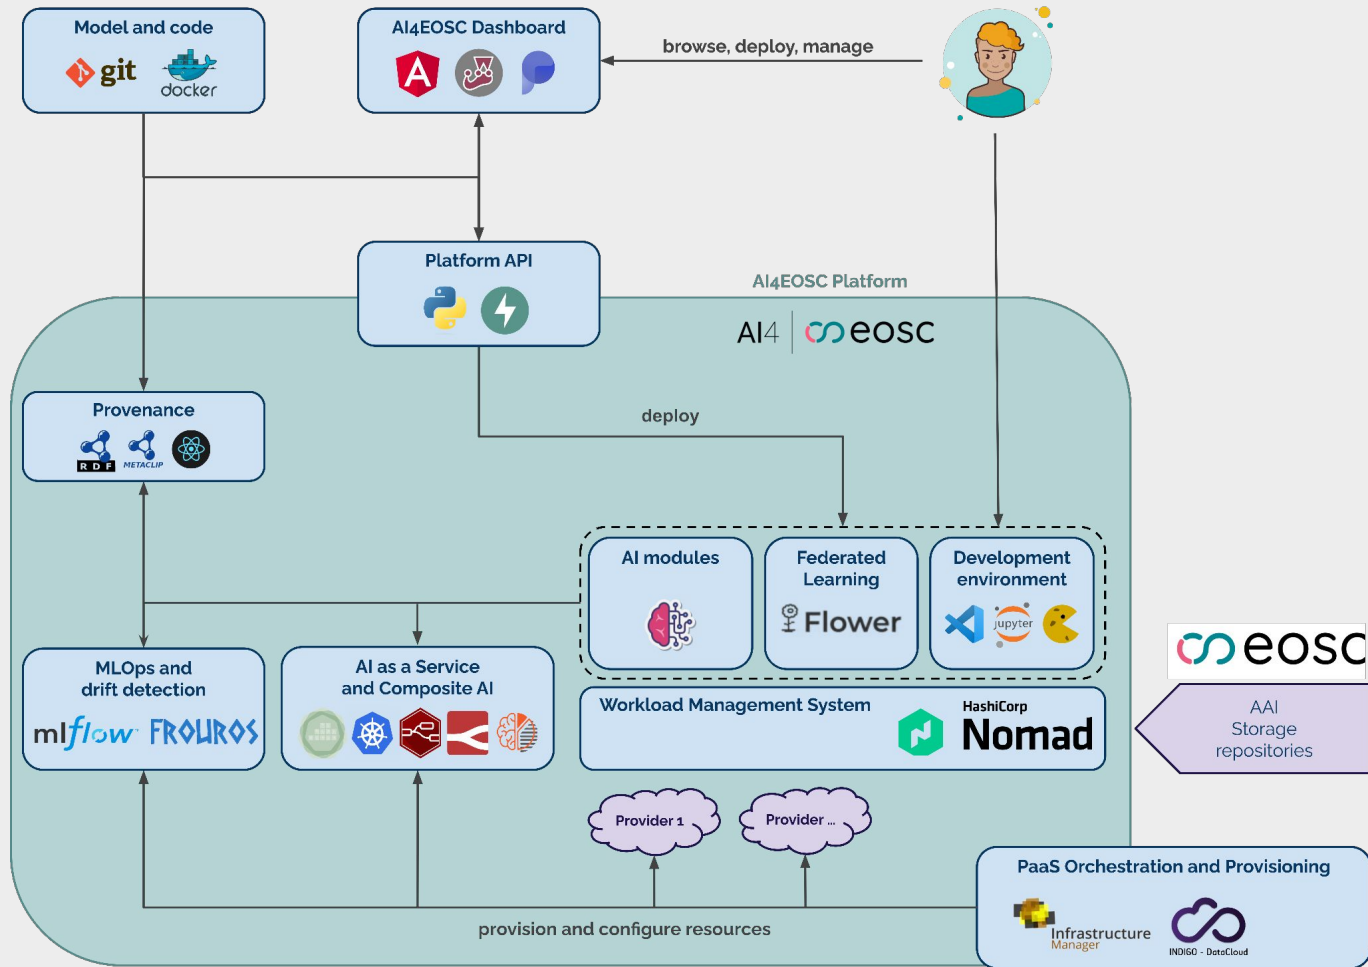 Model and code
git
docker
AI4EOSC Dashboard
browse, deploy, manage
Platform API
AI4EOSC Platform
AI4 eosc
deploy
Provenance
RDF
METACLIP
AI modules
Federated
Learning
Flower
Development
environment
jupyter
MLOps and
drift detection
mlflow
FROUROS
AI as a Service
and Composite AI
Workload Management System
HashiCorp
Nomad
eosc
AAI
Storage
repositories
Provider 1
Provider ...
PaaS Orchestration and Provisioning
Infrastructure
Manager
INDIGO - DataCloud
provision and configure resources